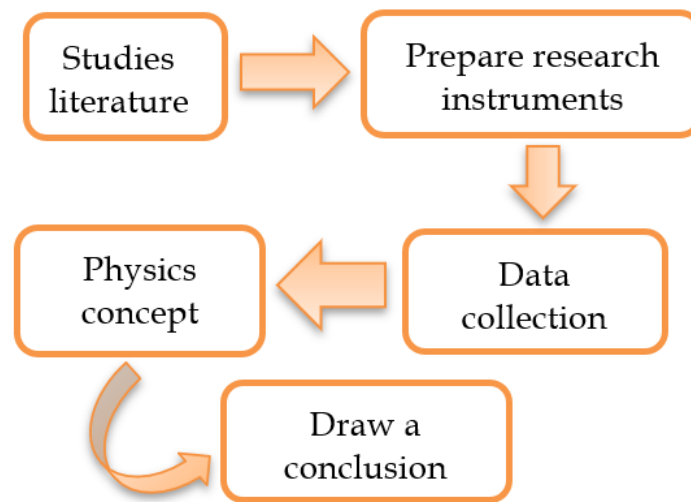 Studies
literature
Prepare research
instruments
Data
collection
Physics
concept
Draw a
conclusion